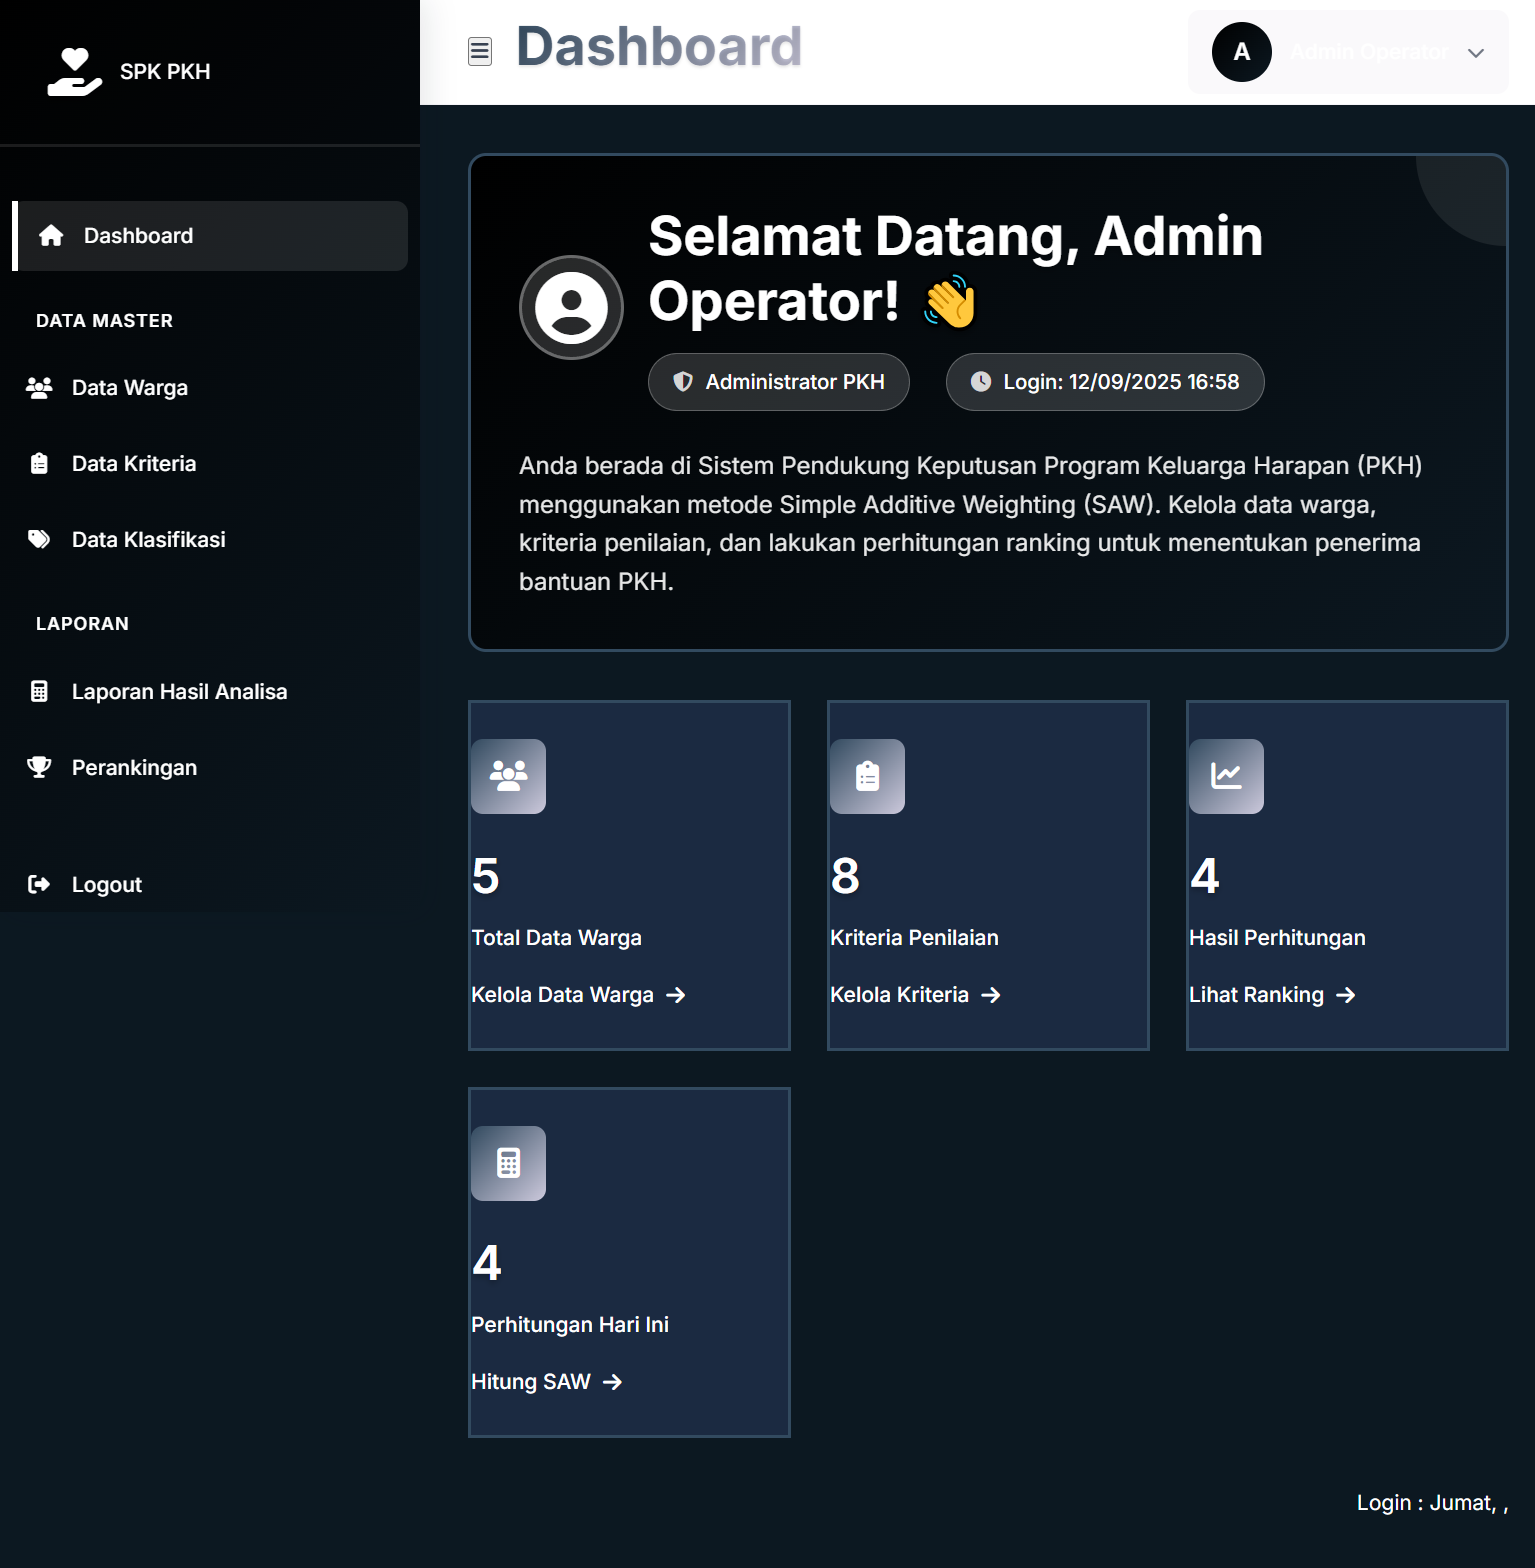 SPK PKH
Dashboard
DATA MASTER
Data Warga
Data Kriteria
Data Klasifikasi
LAPORAN
Laporan Hasil Analisa
Perankingan
Logout
Dashboard
A
Admin Operator
Selamat Datang, Admin
Operator! 👋
Administrator PKH
Login: 12/09/2025 16:58
Anda berada di Sistem Pendukung Keputusan Program Keluarga Harapan (PKH)
menggunakan metode Simple Additive Weighting (SAW). Kelola data warga,
kriteria penilaian, dan lakukan perhitungan ranking untuk menentukan penerima
bantuan PKH.
5
Total Data Warga
Kelola Data Warga →
8
Kriteria Penilaian
Kelola Kriteria →
4
Hasil Perhitungan
Lihat Ranking →
4
Perhitungan Hari Ini
Hitung SAW →
Login : Jumat, ,